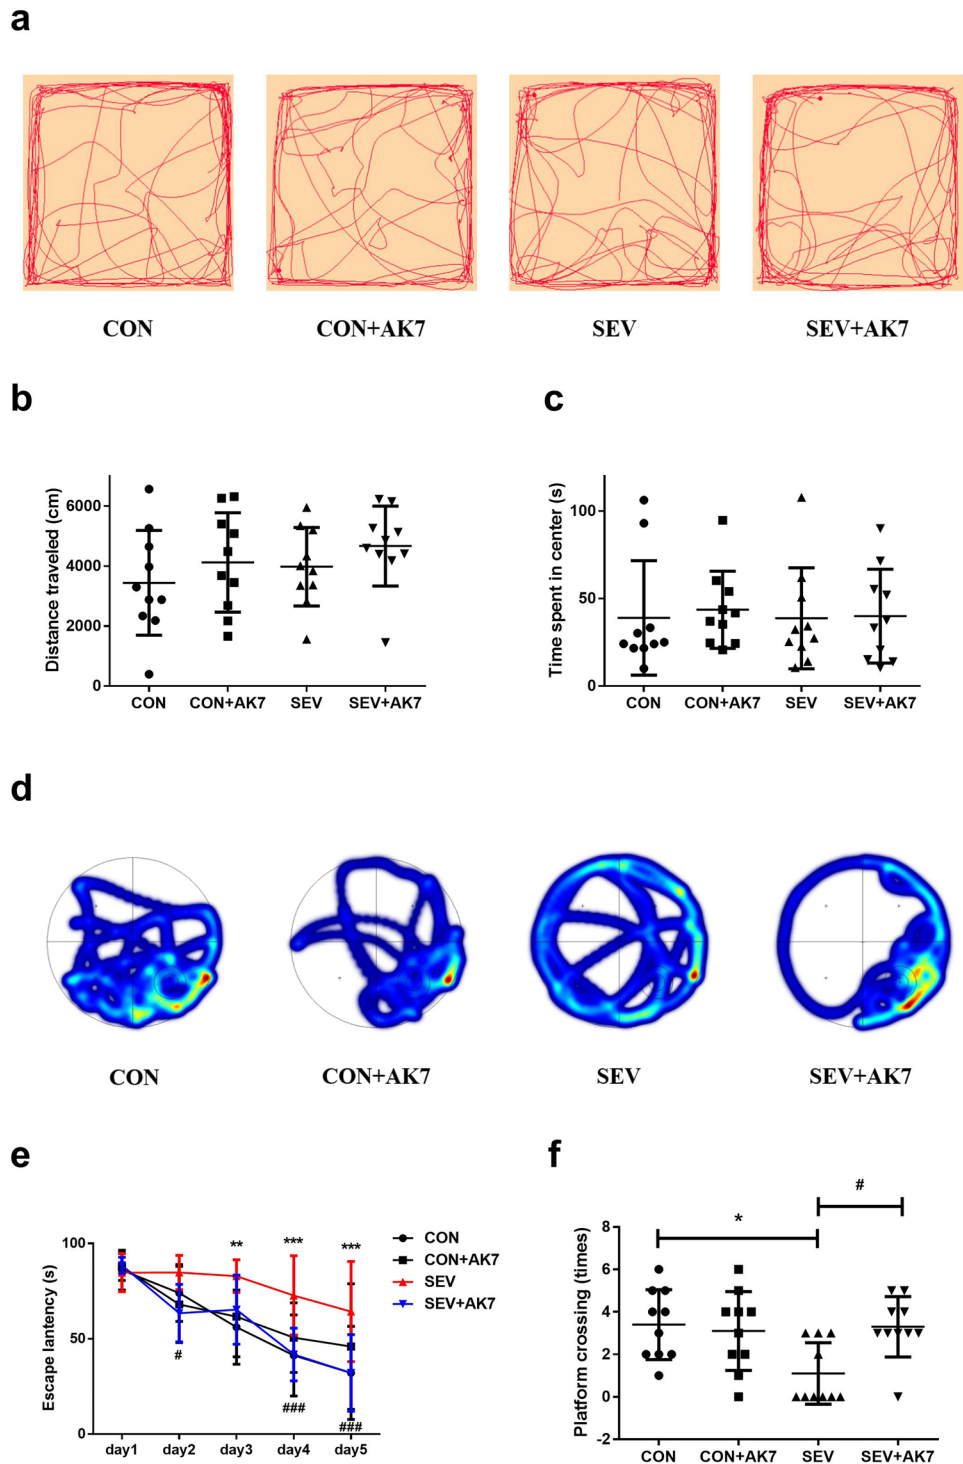 a
CON CON+AK7 SEV SEV+AK7
b
Distance traveled (cm)
6000
4000
2000
0
CON CON+AK7 SEV SEV+AK7
c
Time spent in center (s)
100
50
0
CON CON+AK7 SEV SEV+AK7
d
CON CON+AK7 SEV SEV+AK7
e
Escape lantency (s)
100
50
0
** *** ***
# ### ###
day1 day2 day3 day4 day5
CON
CON+AK7
SEV
SEV+AK7
f
Platform crossing (times)
8
6
4
2
0
-2
*
#
CON CON+AK7 SEV SEV+AK7